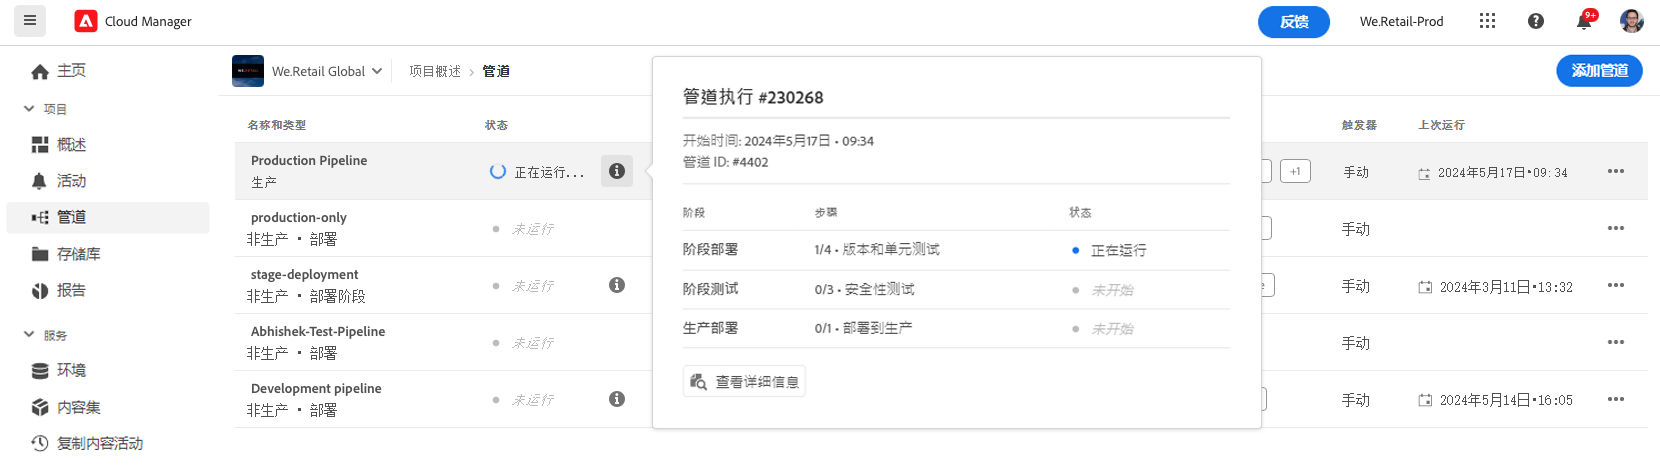 Cloud Manager
反馈
We.Retail-Prod
9+
主页
WE.RETAIL
We.Retail Global
项目概述 › 管道
添加管道
项目
概述
活动
管道
存储库
报告
服务
环境
内容集
复制内容活动
名称和类型
状态
触发器
上次运行
Production Pipeline
生产
正在运行...
+1
手动
2024年5月17日•09:34
production-only
非生产 • 部署
未运行
手动
stage-deployment
非生产 • 部署阶段
未运行
e
手动
2024年3月11日•13:32
Abhishek-Test-Pipeline
非生产 • 部署
未运行
手动
Development pipeline
非生产 • 部署
未运行
手动
2024年5月14日•16:05
管道执行 #230268
开始时间: 2024年5月17日 • 09:34
管道 ID: #4402
阶段
步骤
状态
阶段部署
1/4 • 版本和单元测试
正在运行
阶段测试
0/3 • 安全性测试
未开始
生产部署
0/1 • 部署到生产
未开始
查看详细信息